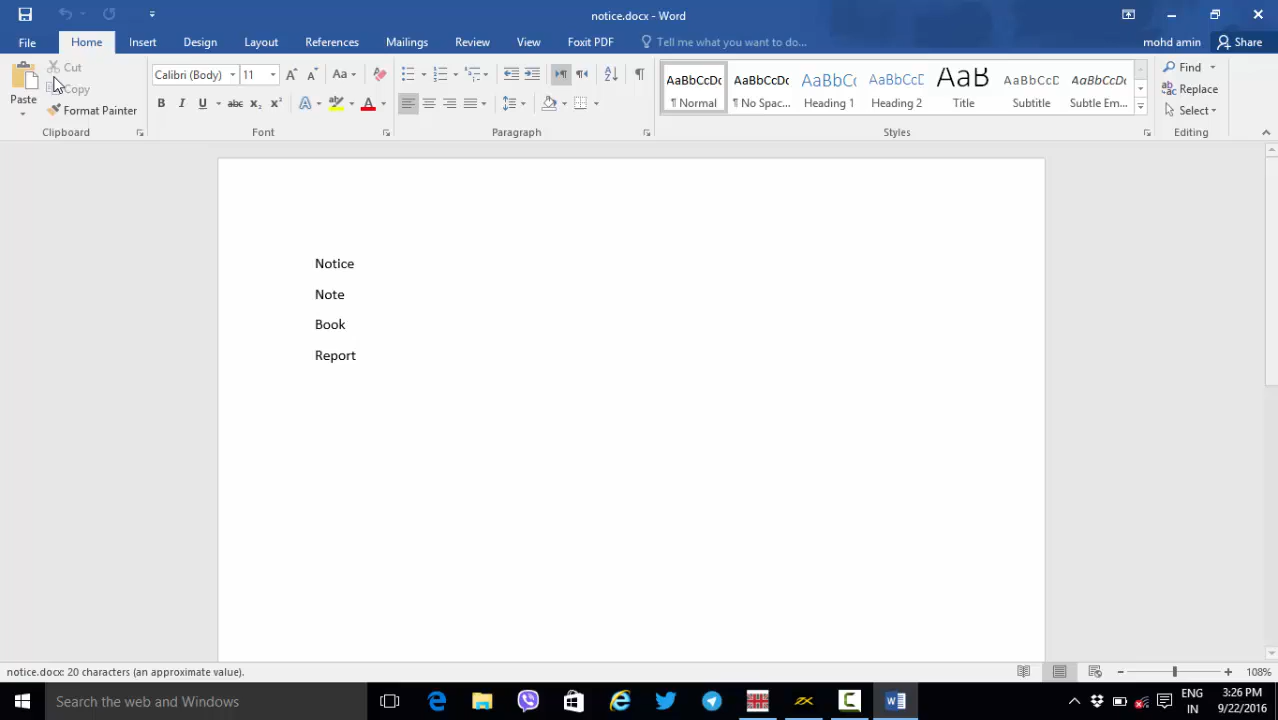 notice.docx - Word
File Home Insert Design Layout References Mailings Review View Foxit PDF Tell me what you want to do... mohd amin Share
Paste
Cut
Copy
Format Painter
Clipboard
Calibri (Body) 11 Aa
B I U abc x₂ x² A A
Font
Paragraph
AaBbCcDc AaBbCcDc AaBbCc AaBbCcD AaB AaBbCcD AaBbCcD
¶ Normal ¶ No Spac... Heading 1 Heading 2 Title Subtitle Subtle Em...
Styles
Find
Replace
Select
Editing
Notice
Note
Book
Report
notice.docx: 20 characters (an approximate value).
108%
Search the web and Windows
ENG
IN
3:26 PM
9/22/2016